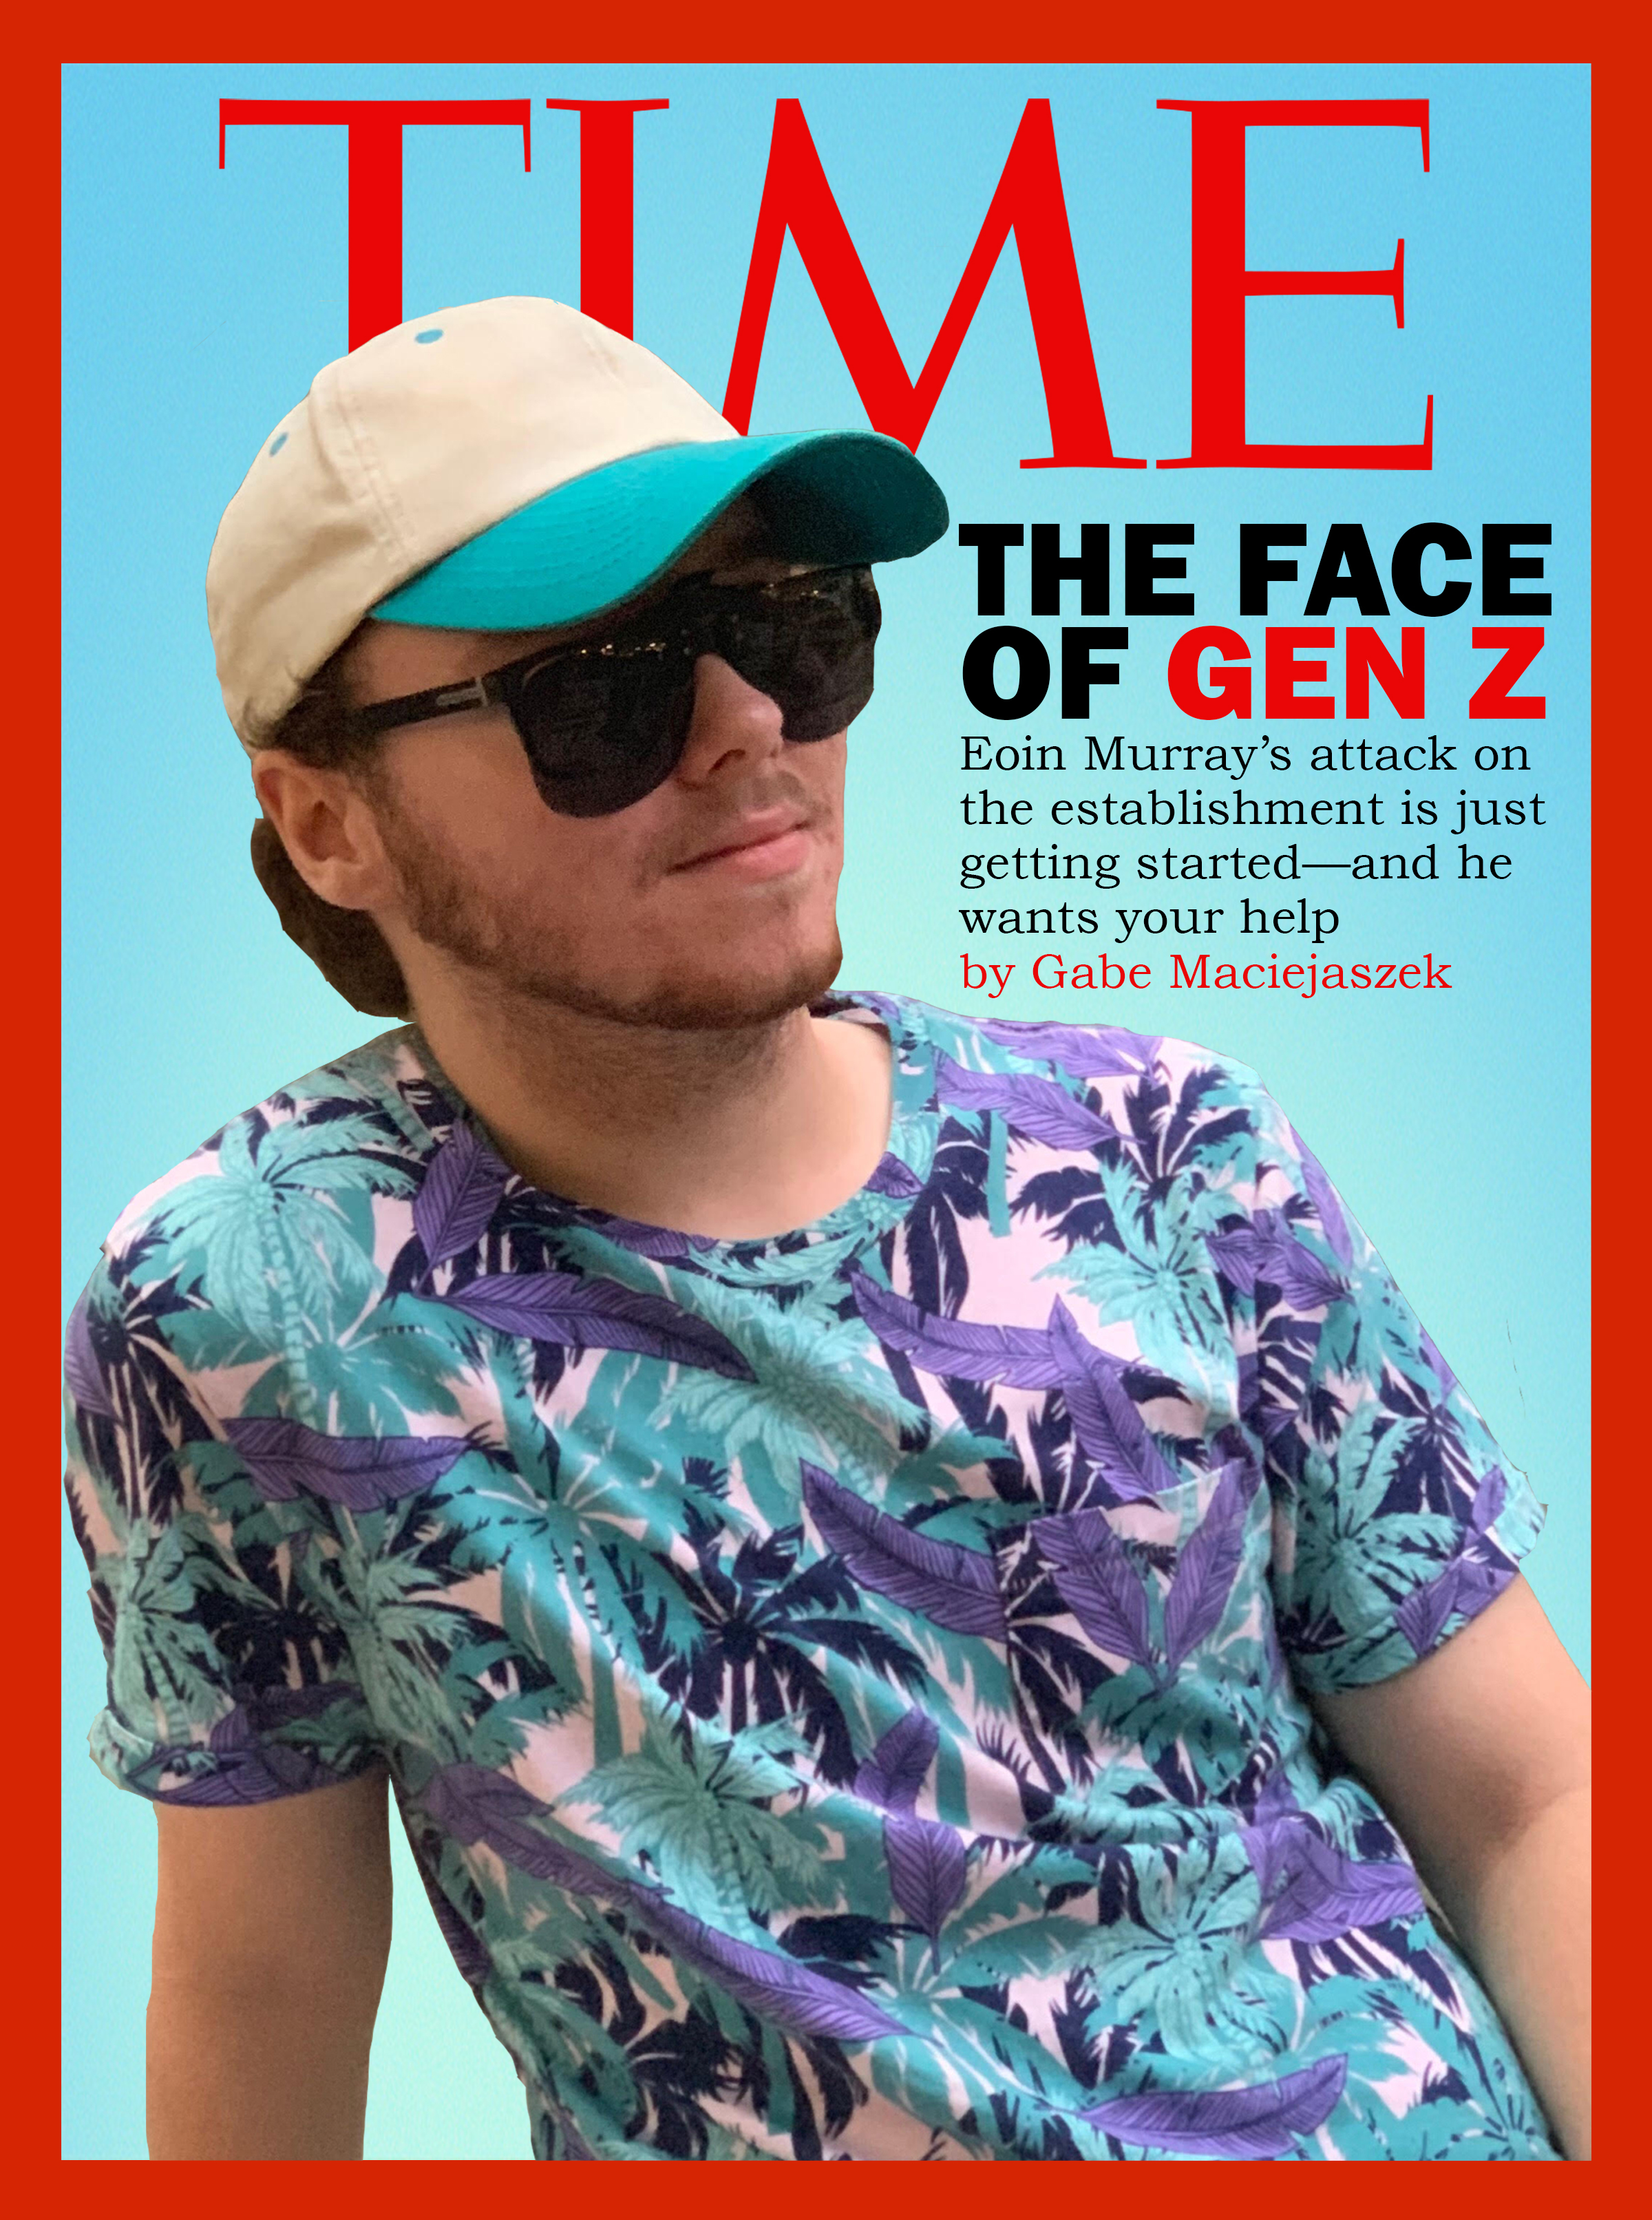 TIME
THE FACE
OF GEN Z
Eoin Murray’s attack on
the establishment is just
getting started—and he
wants your help
by Gabe Maciejaszek